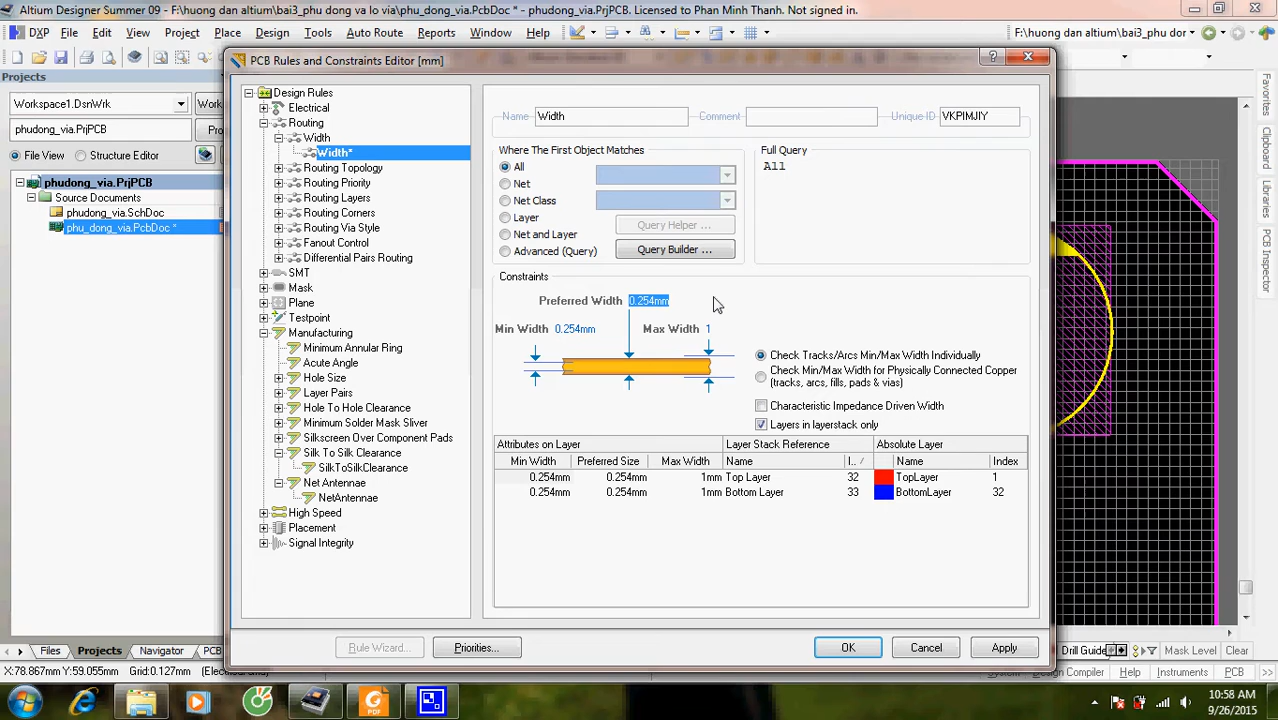 Altium Designer Summer 09 - F:\huong dan altium\bai3_phu dong va lo via\phu_dong_via.PcbDoc * - phudong_via.PrjPCB. Licensed to Phan Minh Thanh. Not signed in.
DXP File Edit View Project Place Design Tools Auto Route Reports Window Help F:\huong dan altium\bai3_phu dor
Projects
Workspace1.DsnWrk Work
phudong_via.PrjPCB Pro
File View Structure Editor
phudong_via.PrjPCB
Source Documents
phudong_via.SchDoc
phu_dong_via.PcbDoc *
PCB Rules and Constraints Editor [mm]
Design Rules
Electrical
Routing
Width
Width*
Routing Topology
Routing Priority
Routing Layers
Routing Corners
Routing Via Style
Fanout Control
Differential Pairs Routing
SMT
Mask
Plane
Testpoint
Manufacturing
Minimum Annular Ring
Acute Angle
Hole Size
Layer Pairs
Hole To Hole Clearance
Minimum Solder Mask Sliver
Silkscreen Over Component Pads
Silk To Silk Clearance
SilkToSilkClearance
Net Antennae
NetAntennae
High Speed
Placement
Signal Integrity
Name Width Comment Unique ID VKPIMJIY
Where The First Object Matches
All
Net
Net Class
Layer
Net and Layer
Advanced (Query)
Query Helper ...
Query Builder ...
Full Query
All
Constraints
Preferred Width 0.254mm
Min Width 0.254mm Max Width 1
Check Tracks/Arcs Min/Max Width Individually
Check Min/Max Width for Physically Connected Copper
(tracks, arcs, fills, pads & vias)
Characteristic Impedance Driven Width
Layers in layerstack only
Attributes on Layer Layer Stack Reference Absolute Layer
Min Width Preferred Size Max Width Name I.. Name Index
0.254mm 0.254mm 1mm Top Layer 32 TopLayer 1
0.254mm 0.254mm 1mm Bottom Layer 33 BottomLayer 32
Rule Wizard... Priorities... OK Cancel Apply
Favorites
Libraries
PCB Inspector
Files Projects Navigator PCB
Drill Guide Mask Level Clear
X:78.867mm Y:59.055mm Grid:0.127mm
System Design Compiler Help Instruments PCB >>
PDF
10:58 AM
9/26/2015